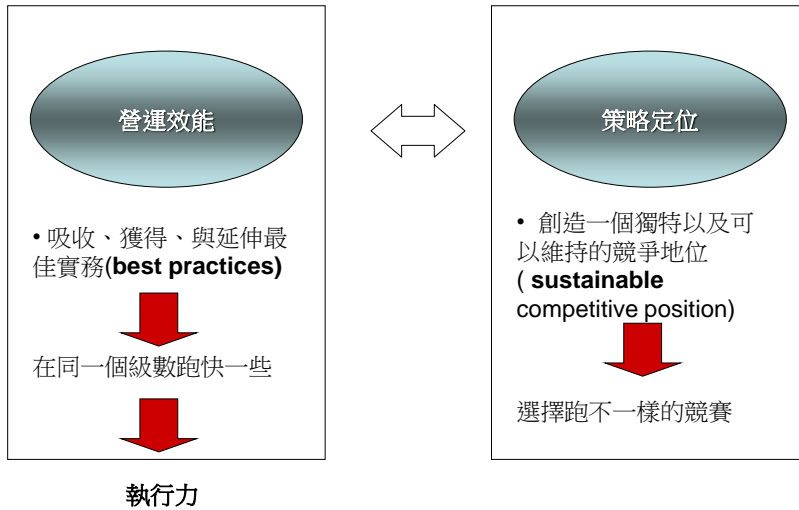 營運效能
• 吸收、獲得、與延伸最
佳實務(best practices)
在同一個級數跑快一些
執行力
策略定位
• 創造一個獨特以及可
以維持的競爭地位
( sustainable
competitive position)
選擇跑不一樣的競賽